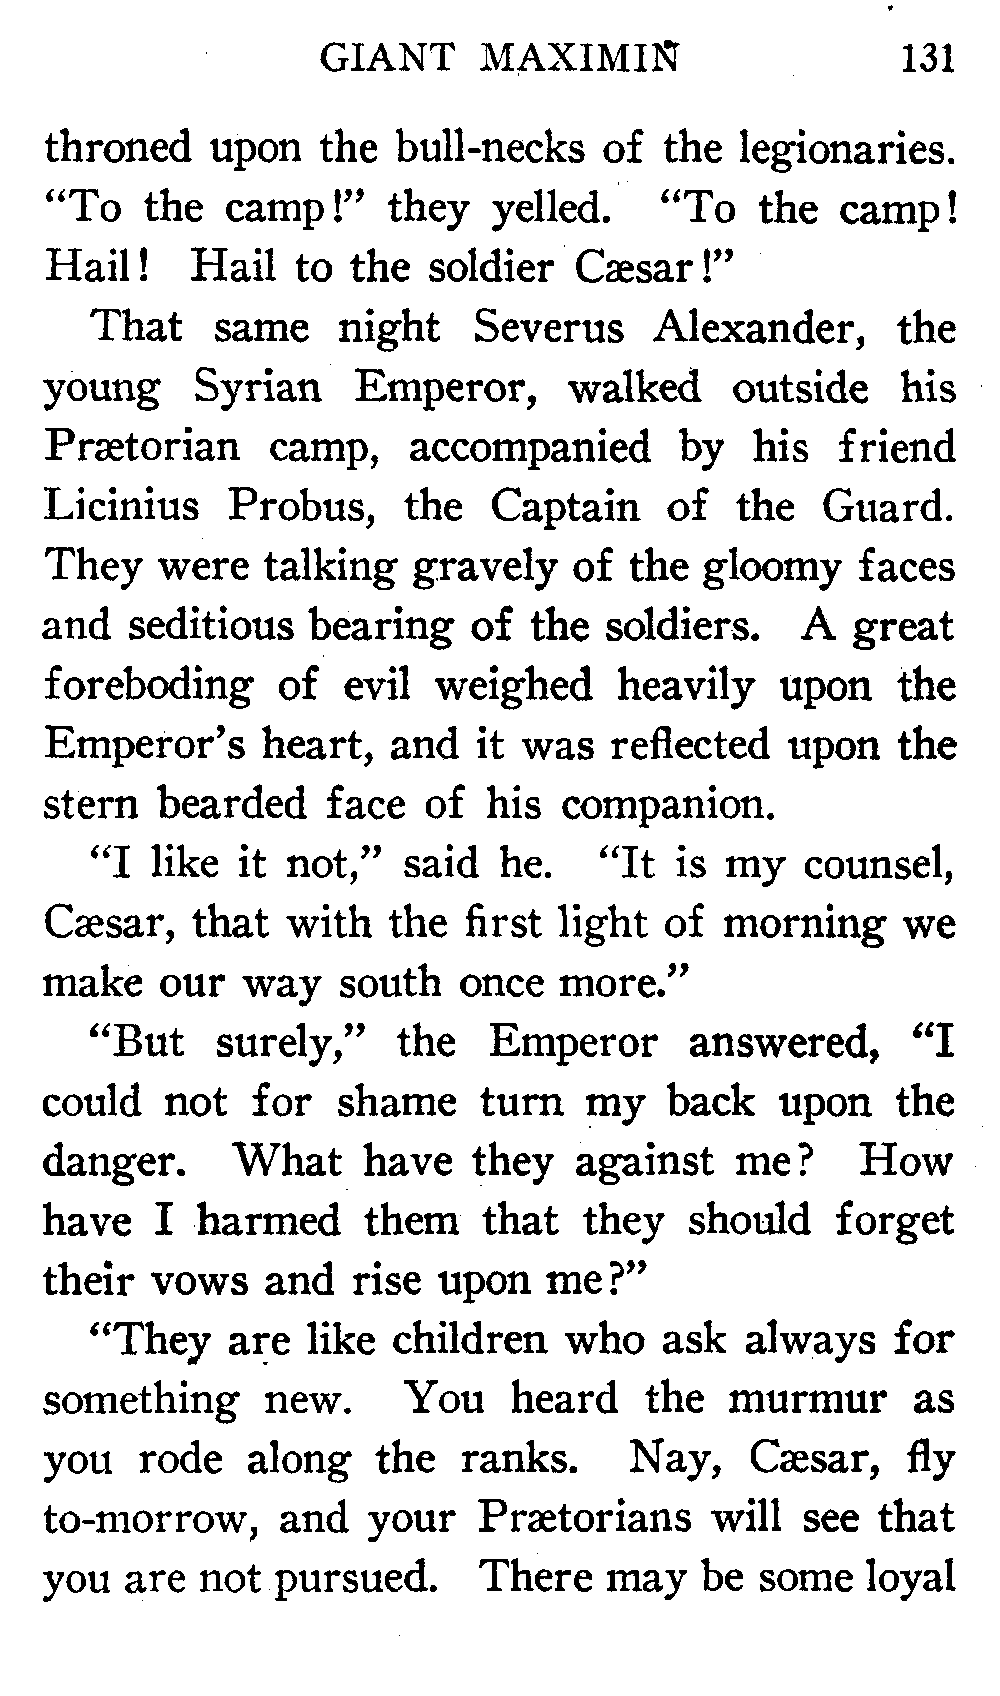 GIANT MAXIMIN 131
throned upon the bull-necks of the legionaries.
“To the camp!” they yelled. “To the camp!
Hail! Hail to the soldier Cæsar!”
That same night Severus Alexander, the
young Syrian Emperor, walked outside his
Prætorian camp, accompanied by his friend
Licinius Probus, the Captain of the Guard.
They were talking gravely of the gloomy faces
and seditious bearing of the soldiers. A great
foreboding of evil weighed heavily upon the
Emperor’s heart, and it was reflected upon the
stern bearded face of his companion.
“I like it not,” said he. “It is my counsel,
Cæsar, that with the first light of morning we
make our way south once more.”
“But surely,” the Emperor answered, “I
could not for shame turn my back upon the
danger. What have they against me? How
have I harmed them that they should forget
their vows and rise upon me?”
“They are like children who ask always for
something new. You heard the murmur as
you rode along the ranks. Nay, Cæsar, fly
to-morrow, and your Prætorians will see that
you are not pursued. There may be some loyal